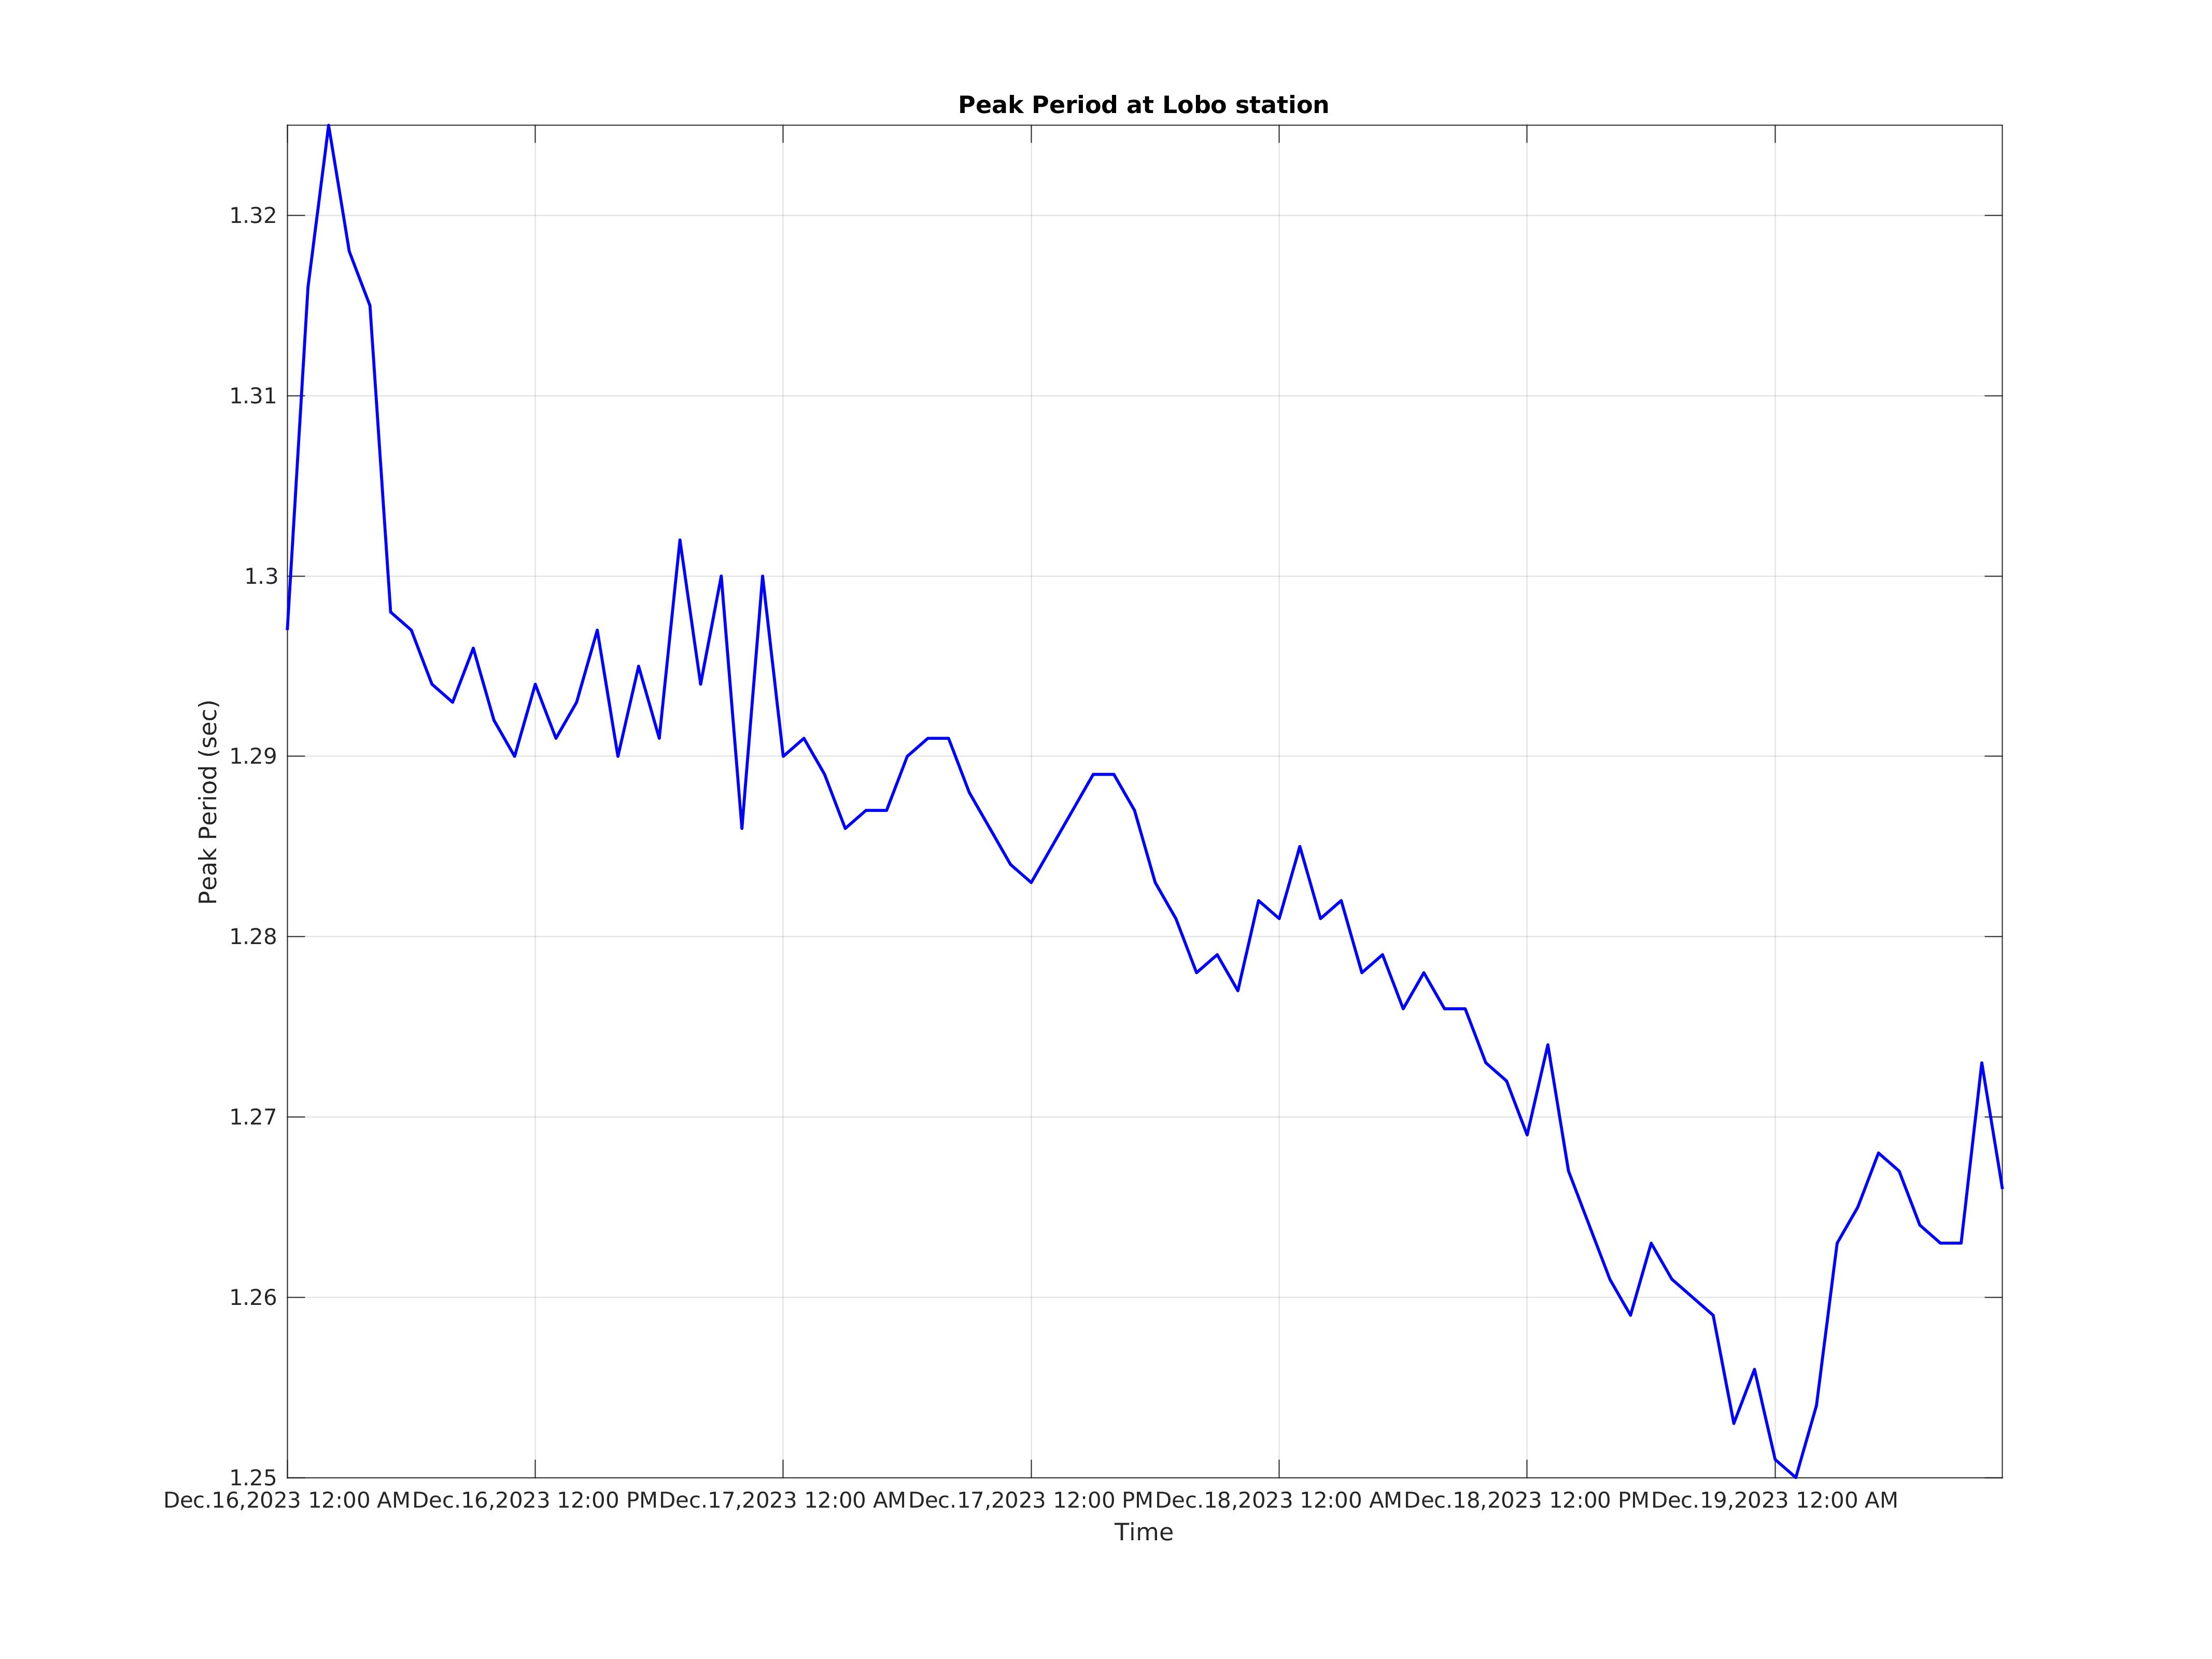 Peak Period at Lobo station
1.32
1.31
1.3
1.29
1.28
1.27
1.26
1.25
Peak Period (sec)
Dec.16,2023 12:00 AM Dec.16,2023 12:00 PM Dec.17,2023 12:00 AM Dec.17,2023 12:00 PM Dec.18,2023 12:00 AM Dec.18,2023 12:00 PM Dec.19,2023 12:00 AM
Time